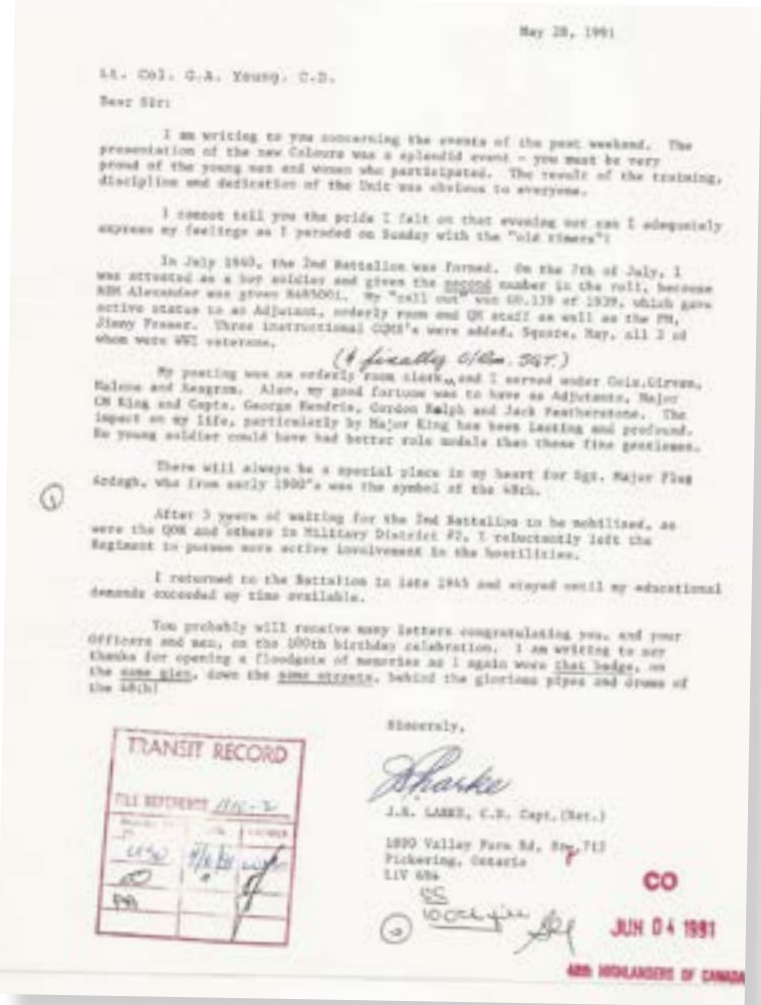 May 28, 1991
Lt. Col. G.A. Young, C.D.
Dear Sir:
I am writing to you concerning the events of the past weekend. The
presentation of the new Colours was a splendid event - you must be very
proud of the young men and women who participated. The result of the training,
discipline and dedication of the Unit was obvious to everyone.
I cannot tell you the pride I felt on that evening nor can I adequately
express my feelings as I paraded on Sunday with the "old timers"!
In July 1940, the 2nd Battalion was formed. On the 7th of July, I
was attested as a boy soldier and given the second number in the roll, because
RSM Alexander was given My "call out" was of 1939, which gave
active status to an Adjutant, orderly room and QM staff as well as the PM,
Jimmy Fraser. Three instructional CQMS's were added, Square, Hay, all 3 of
whom were WWI veterans.
(& finally O/Rm. SGT.)
My posting was as orderly room clerk, and I served under Cols. Girvan,
Malone and Seagram. Also, my good fortune was to have as Adjutants, Major
CM King and Capts. George Hendrie, Gordon Ralph and Jack Featherstone. The
impact on my life, particularly by Major King has been lasting and profound.
No young soldier could have had better role models than these fine gentlemen.
There will always be a special place in my heart for Sgt. Major Plug
Ardagh, who from early 1900's was the symbol of the 48th.
After 3 years of waiting for the 2nd Battalion to be mobilized, as
were the QOR and others in Military District #2, I reluctantly left the
Regiment to pursue more active involvement in the hostilities.
I returned to the Battalion in late 1945 and stayed until my educational
demands exceeded my time available.
You probably will receive many letters congratulating you, and your
Officers and men, on the 100th birthday celebration. I am writing to say
thanks for opening a floodgate of memories as I again wore that badge, on
the same glen, down the same streets, behind the glorious pipes and drums of
the 48th!
Sincerely,
J.R. C.D. Capt.(Ret.)
1890 Valley Farm Rd, 712
Pickering, Ontario
L1V
TRANSIT RECORD
FILE REFERENCE
CO
JUN 04 1991
48th HIGHLANDERS OF CANADA